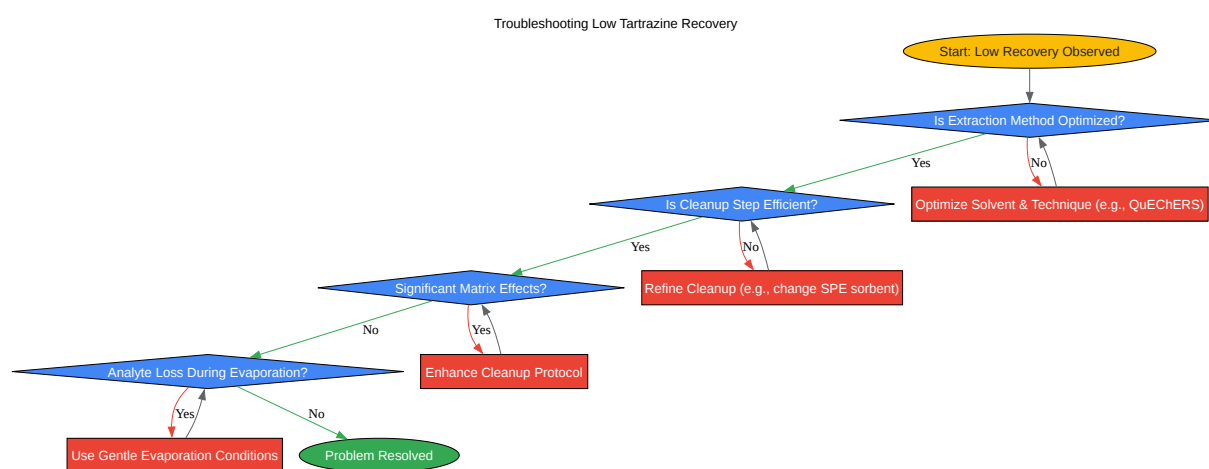 Troubleshooting Low Tartrazine Recovery
Start: Low Recovery Observed
Is Extraction Method Optimized?
Yes
No
Optimize Solvent & Technique (e.g., QuEChERS)
Is Cleanup Step Efficient?
Yes
No
Refine Cleanup (e.g., change SPE sorbent)
Significant Matrix Effects?
No
Yes
Enhance Cleanup Protocol
Analyte Loss During Evaporation?
Yes
No
Use Gentle Evaporation Conditions
Problem Resolved